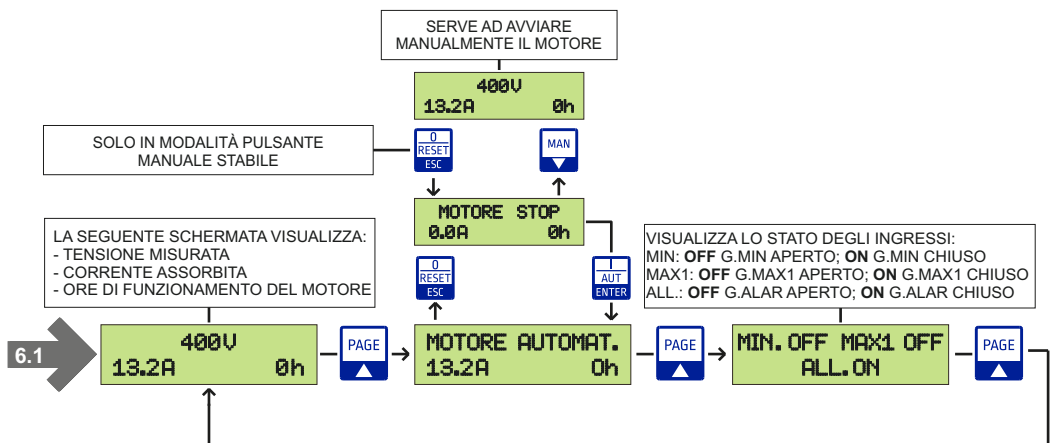 SERVE AD AVVIARE
MANUALMENTE IL MOTORE
400V
13.2A 0h
SOLO IN MODALITÀ PULSANTE
MANUALE STABILE
0
RESET
ESC
MAN
MOTORE STOP
0.0A 0h
LA SEGUENTE SCHERMATA VISUALIZZA:
- TENSIONE MISURATA
- CORRENTE ASSORBITA
- ORE DI FUNZIONAMENTO DEL MOTORE
0
RESET
ESC
I
AUT
ENTER
VISUALIZZA LO STATO DEGLI INGRESSI:
MIN: OFF G.MIN APERTO; ON G.MIN CHIUSO
MAX1: OFF G.MAX1 APERTO; ON G.MAX1 CHIUSO
ALL.: OFF G.ALAR APERTO; ON G.ALAR CHIUSO
6.1
400V
13.2A 0h
PAGE
MOTORE AUTOMAT.
13.2A 0h
PAGE
MIN.OFF MAX1 OFF
ALL.ON
PAGE